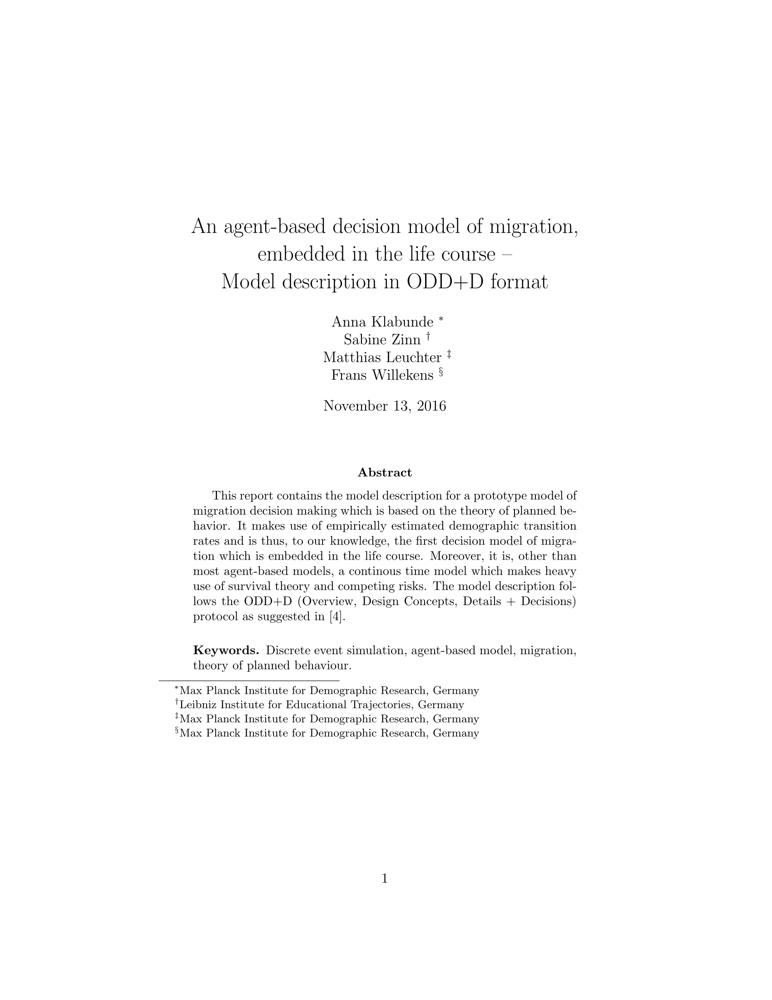 An agent-based decision model of migration,
embedded in the life course –
Model description in ODD+D format
Anna Klabunde *
Sabine Zinn †
Matthias Leuchter ‡
Frans Willekens §
November 13, 2016
Abstract
This report contains the model description for a prototype model of
migration decision making which is based on the theory of planned be-
havior. It makes use of empirically estimated demographic transition
rates and is thus, to our knowledge, the first decision model of migra-
tion which is embedded in the life course. Moreover, it is, other than
most agent-based models, a continous time model which makes heavy
use of survival theory and competing risks. The model description fol-
lows the ODD+D (Overview, Design Concepts, Details + Decisions)
protocol as suggested in [4].
Keywords. Discrete event simulation, agent-based model, migration,
theory of planned behaviour.
*Max Planck Institute for Demographic Research, Germany
†Leibniz Institute for Educational Trajectories, Germany
‡Max Planck Institute for Demographic Research, Germany
§Max Planck Institute for Demographic Research, Germany
1